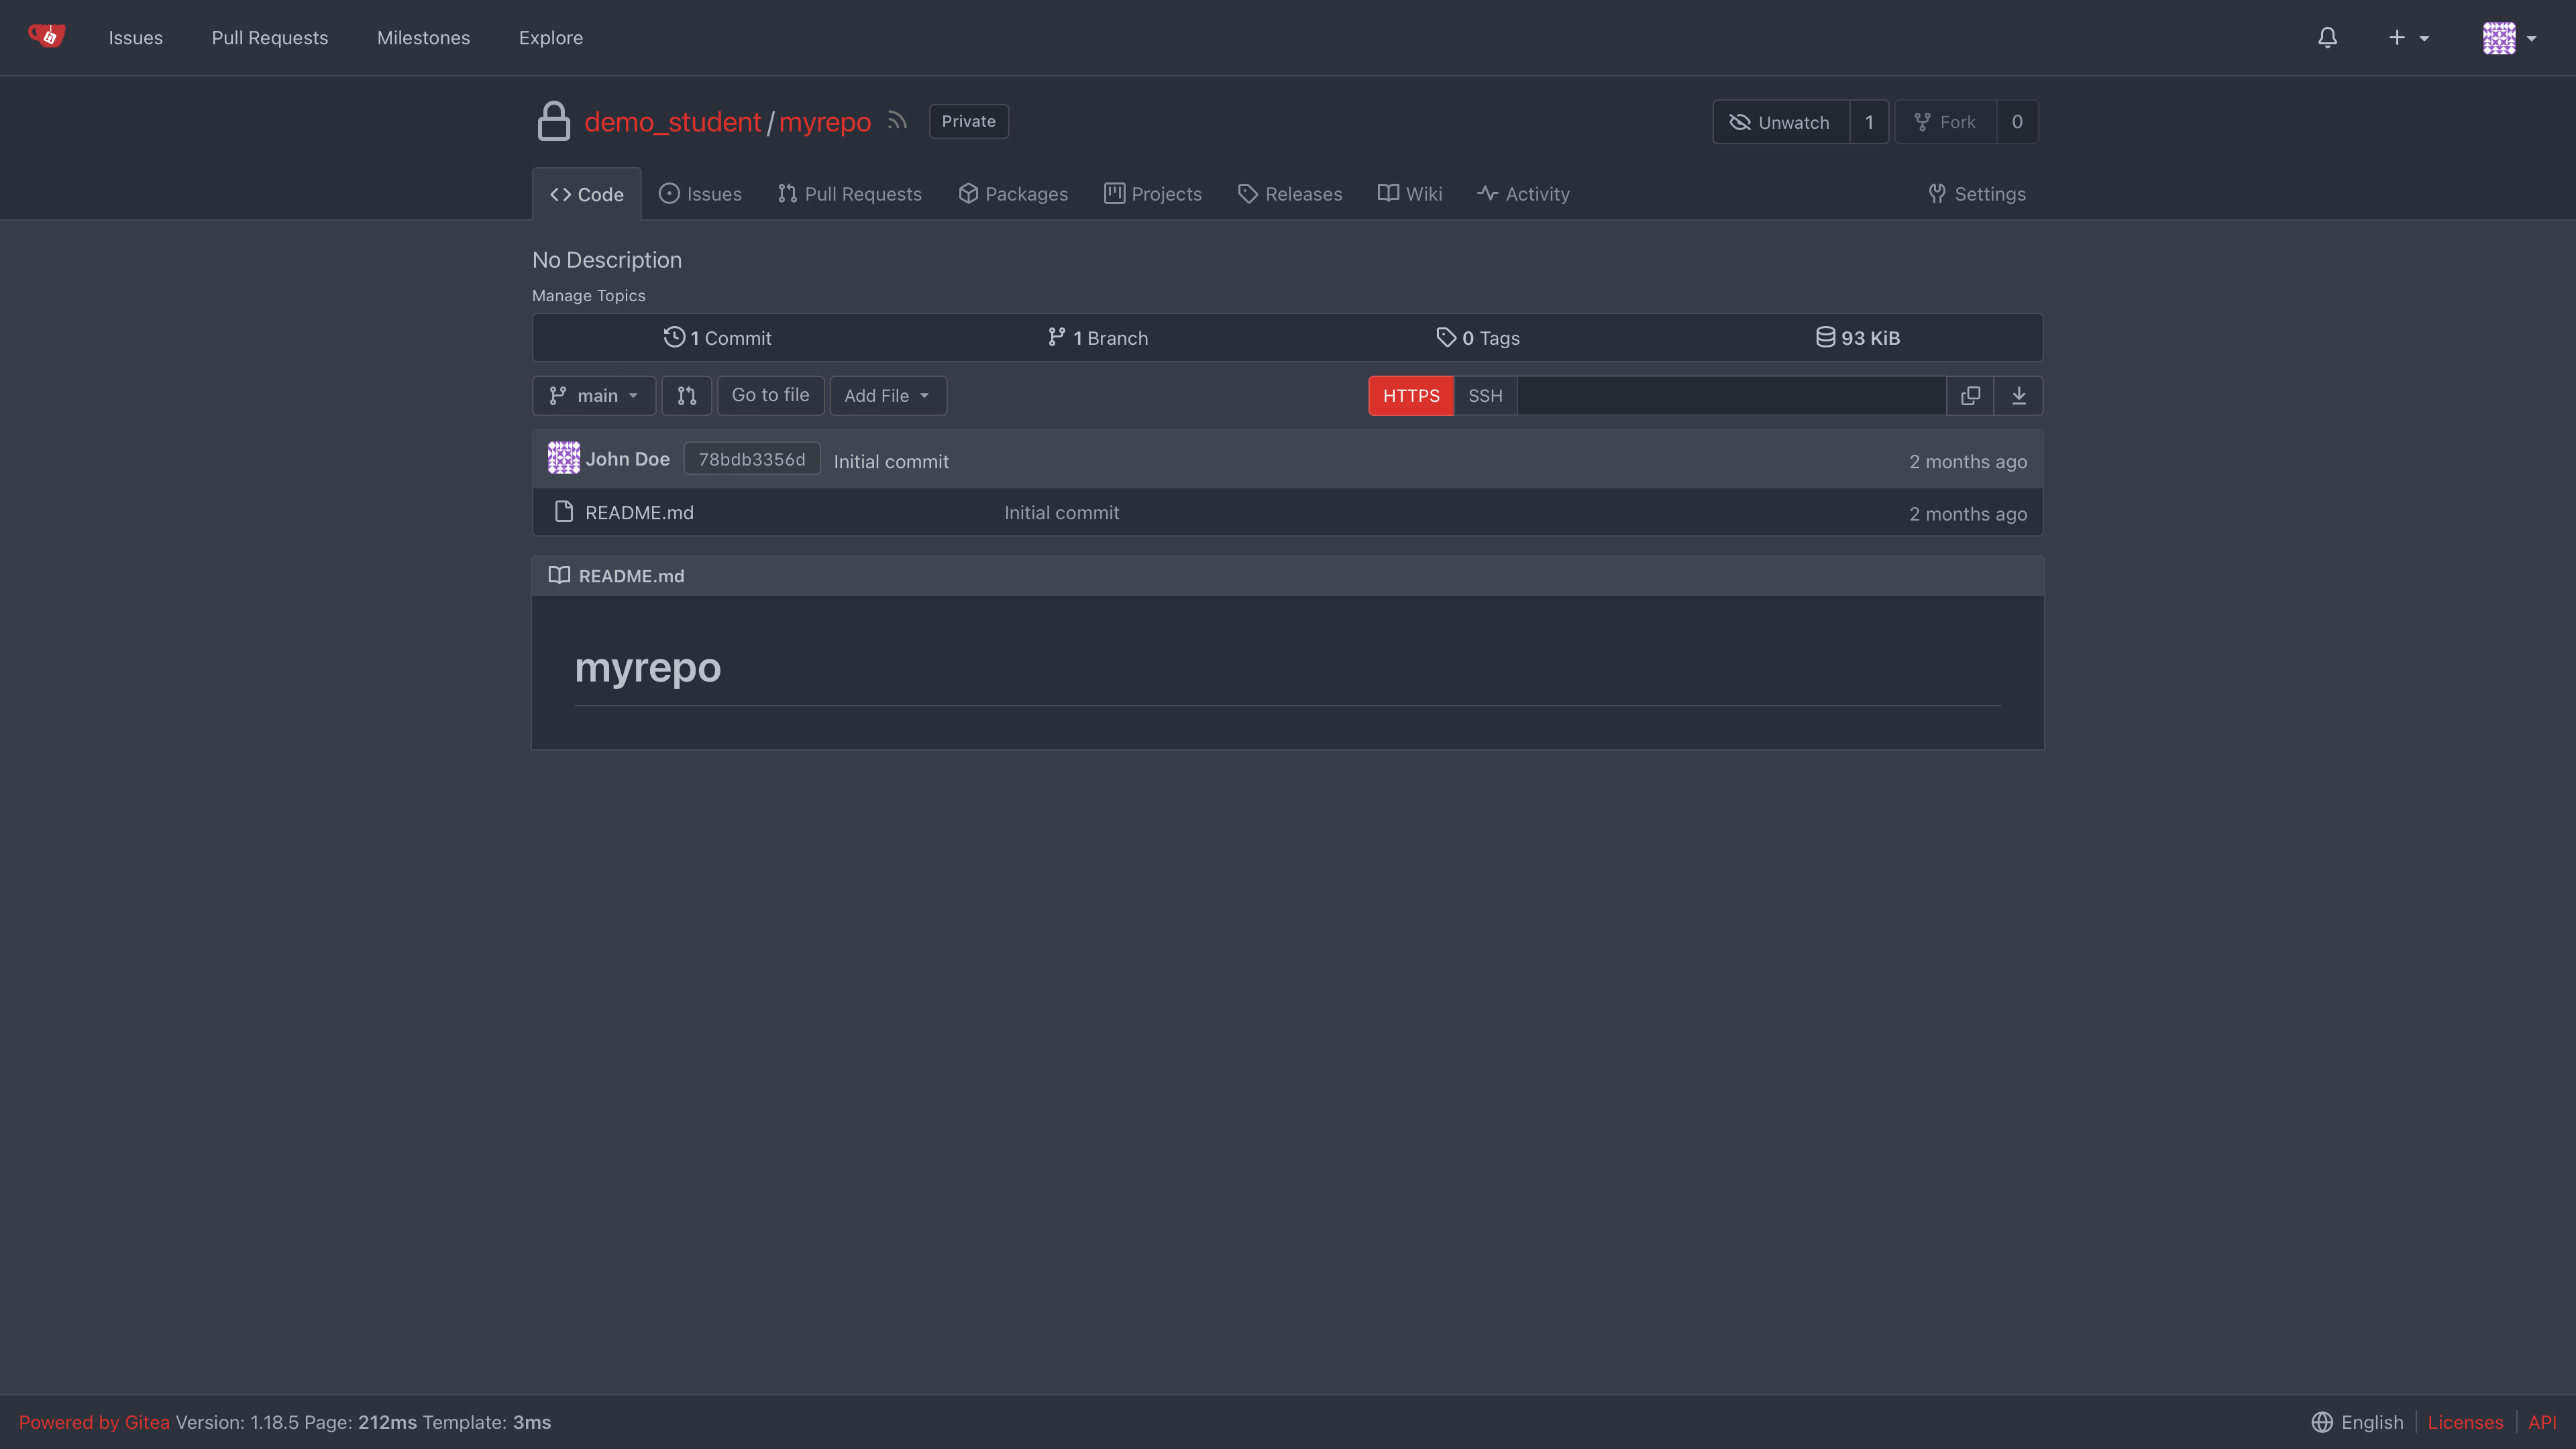 Issues Pull Requests Milestones Explore
demo_student/myrepo Private Unwatch 1 Fork 0
Code Issues Pull Requests Packages Projects Releases Wiki Activity Settings
No Description
Manage Topics
1 Commit 1 Branch 0 Tags 93 KiB
main Go to file Add File HTTPS SSH
John Doe 78bdb3356d Initial commit 2 months ago
README.md Initial commit 2 months ago
README.md
myrepo
Powered by Gitea Version: 1.18.5 Page: 212ms Template: 3ms English Licenses API